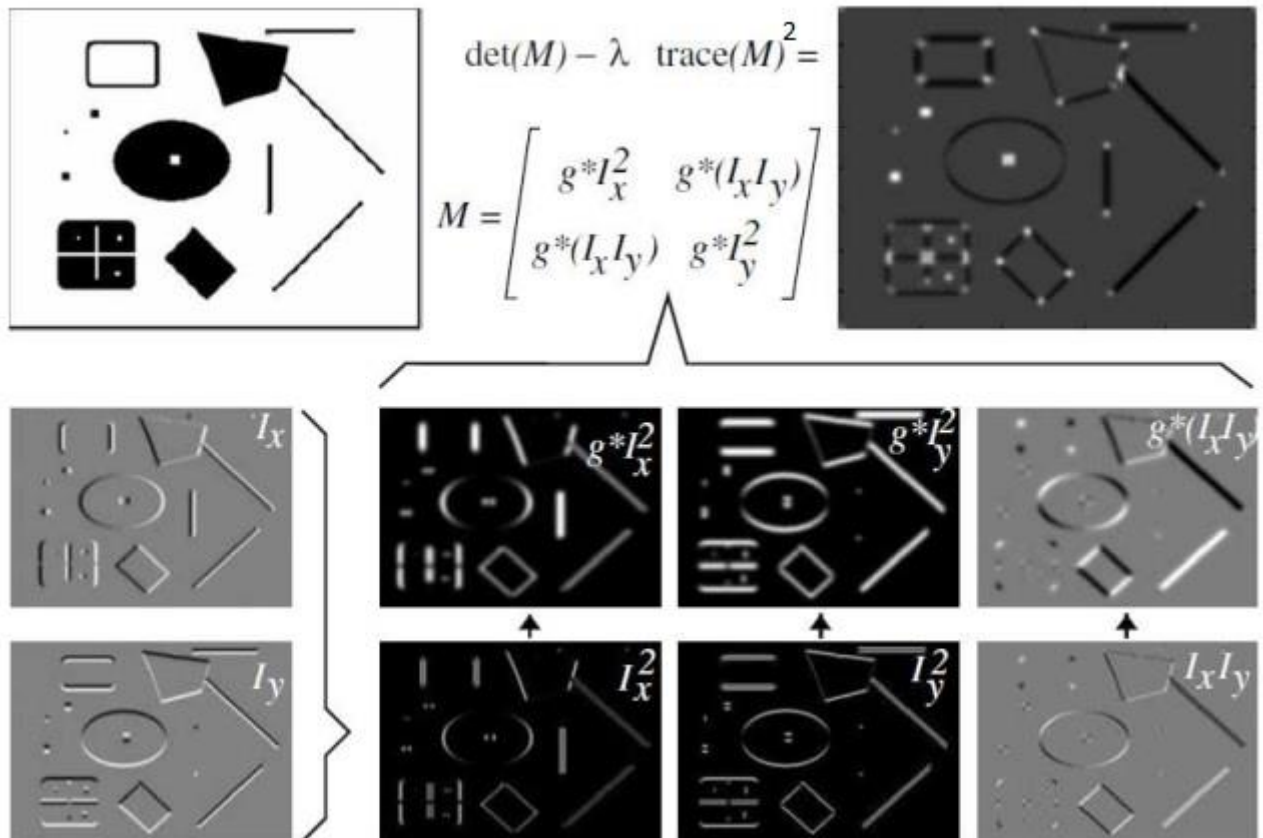 det(M) − λ trace(M)² =
M = [ g*I_x² g*(I_xI_y)
g*(I_xI_y) g*I_y² ]
I_x
g*I_x²
g*I_y²
g*(I_xI_y)
I_y
I_x²
I_y²
I_xI_y